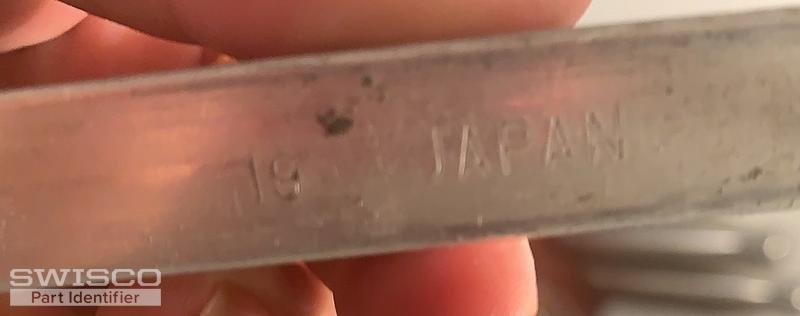 19 JAPAN
SWISCO
Part Identifier